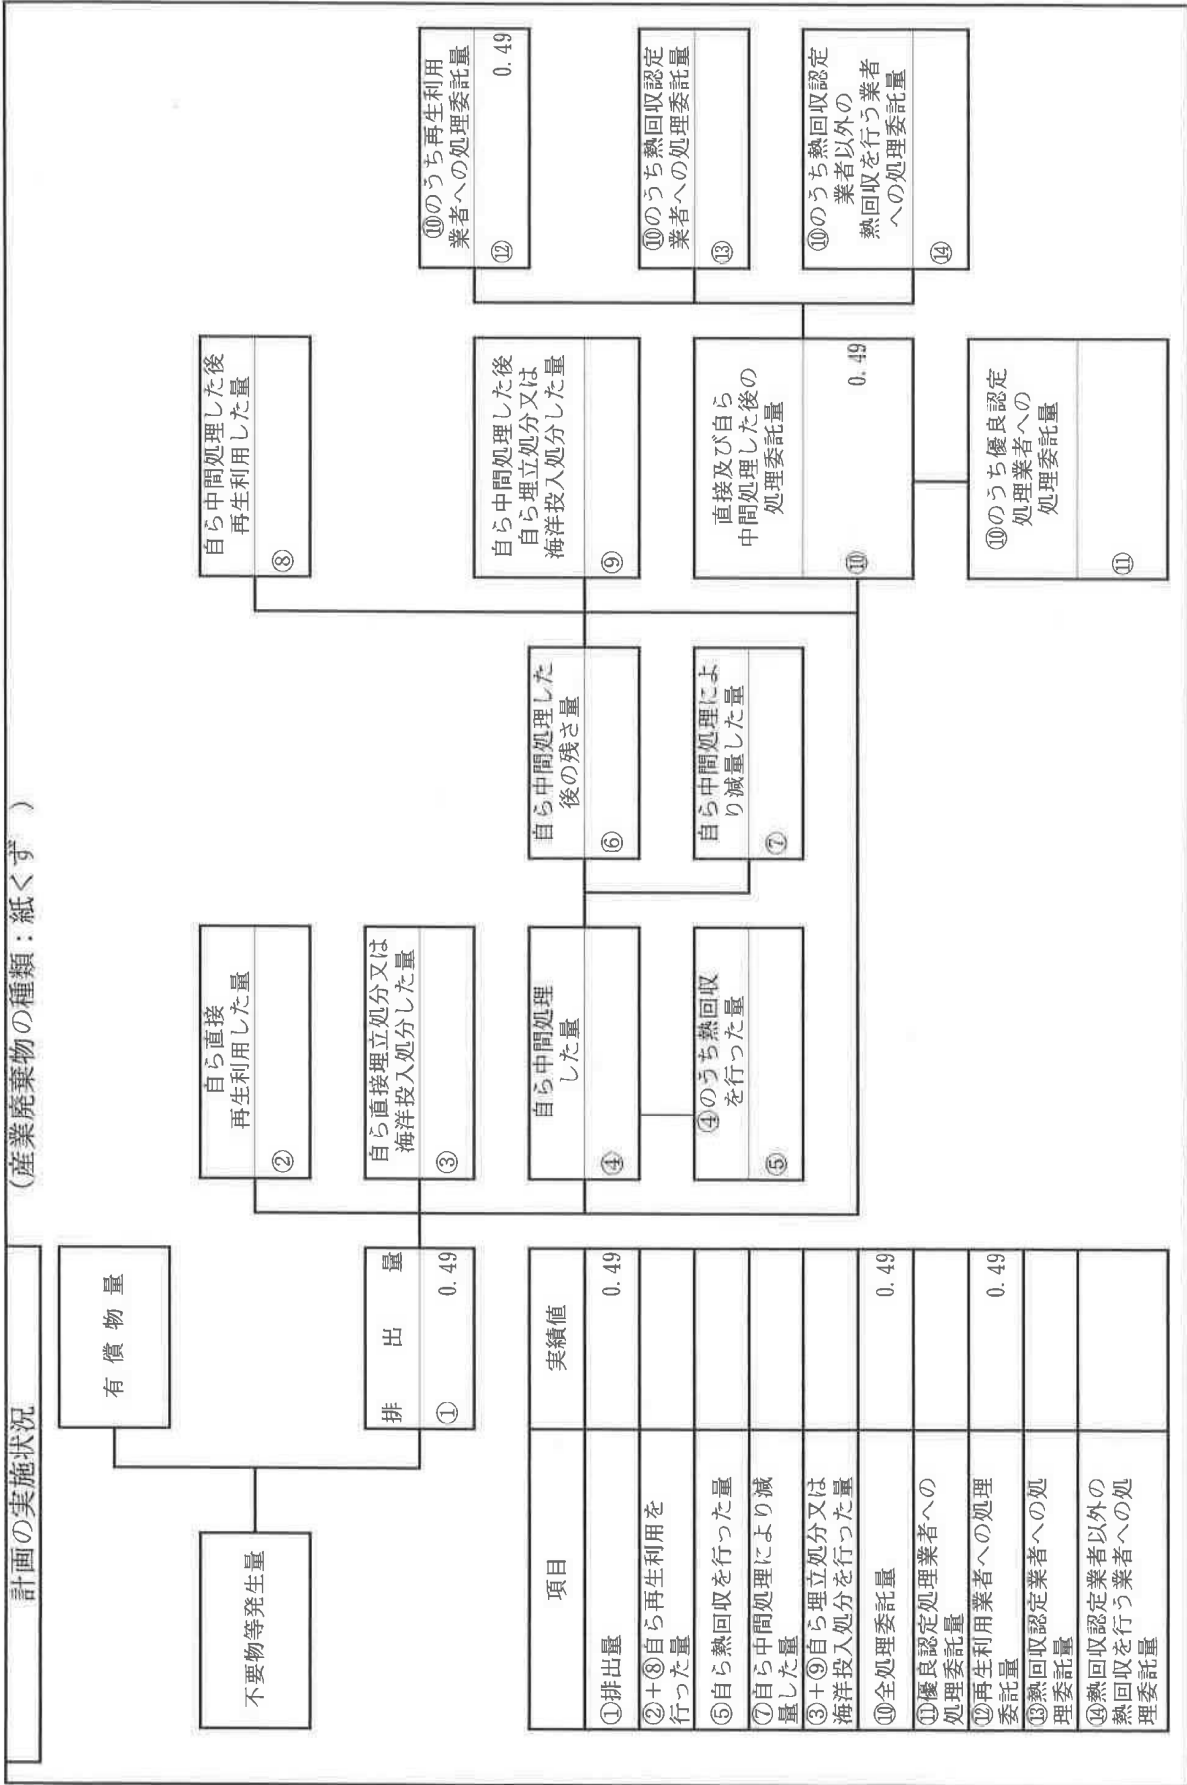 計画の実施状況
(産業廃棄物の種類：紙くず )
不要物等発生量
有 償 物 量
排 出 量
① 0.49
自ら直接
再生利用した量
②
自ら直接埋立処分又は
海洋投入処分した量
③
自ら中間処理
した量
④
④のうち熱回収
を行った量
⑤
自ら中間処理した
後の残さ量
⑥
自ら中間処理によ
り減量した量
⑦
自ら中間処理した後
再生利用した量
⑧
自ら中間処理した後
自ら埋立処分又は
海洋投入処分した量
⑨
直接及び自ら
中間処理した後の
処理委託量
⑩ 0.49
⑩のうち優良認定
処理業者への
処理委託量
⑪
⑩のうち再生利用
業者への処理委託量
⑫ 0.49
⑩のうち熱回収認定
業者への処理委託量
⑬
⑩のうち熱回収認定
業者以外の
熱回収を行う業者
への処理委託量
⑭
項目 実績値
①排出量 0.49
②+⑧自ら再生利用を
行った量
⑤自ら熱回収を行った量
⑦自ら中間処理により減
量した量
③+⑨自ら埋立処分又は
海洋投入処分を行った量
⑩全処理委託量 0.49
⑪優良認定処理業者への
処理委託量
⑫再生利用業者への処理
委託量 0.49
⑬熱回収認定業者への処
理委託量
⑭熱回収認定業者以外の
熱回収を行う業者への処
理委託量